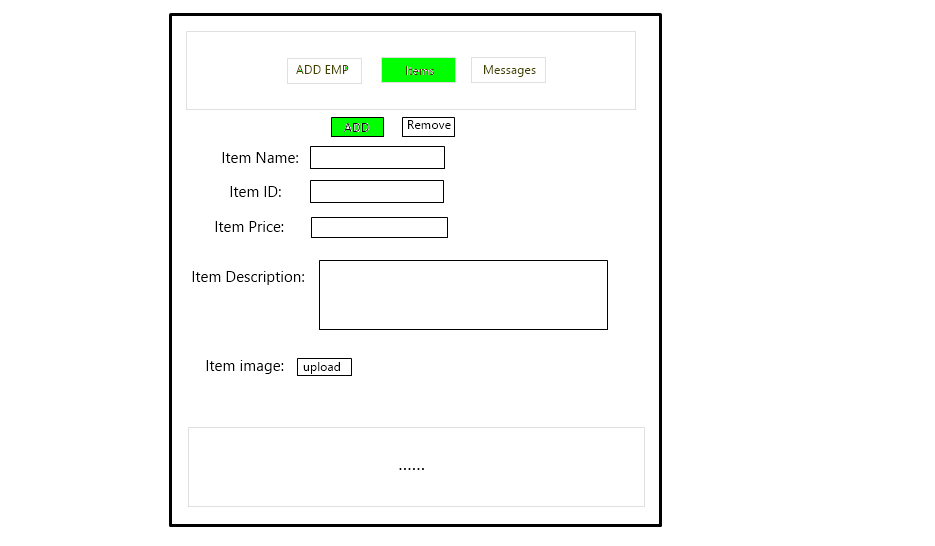 ADD EMP Items Messages
ADD Remove
Item Name:
Item ID:
Item Price:
Item Description:
Item image: upload
......